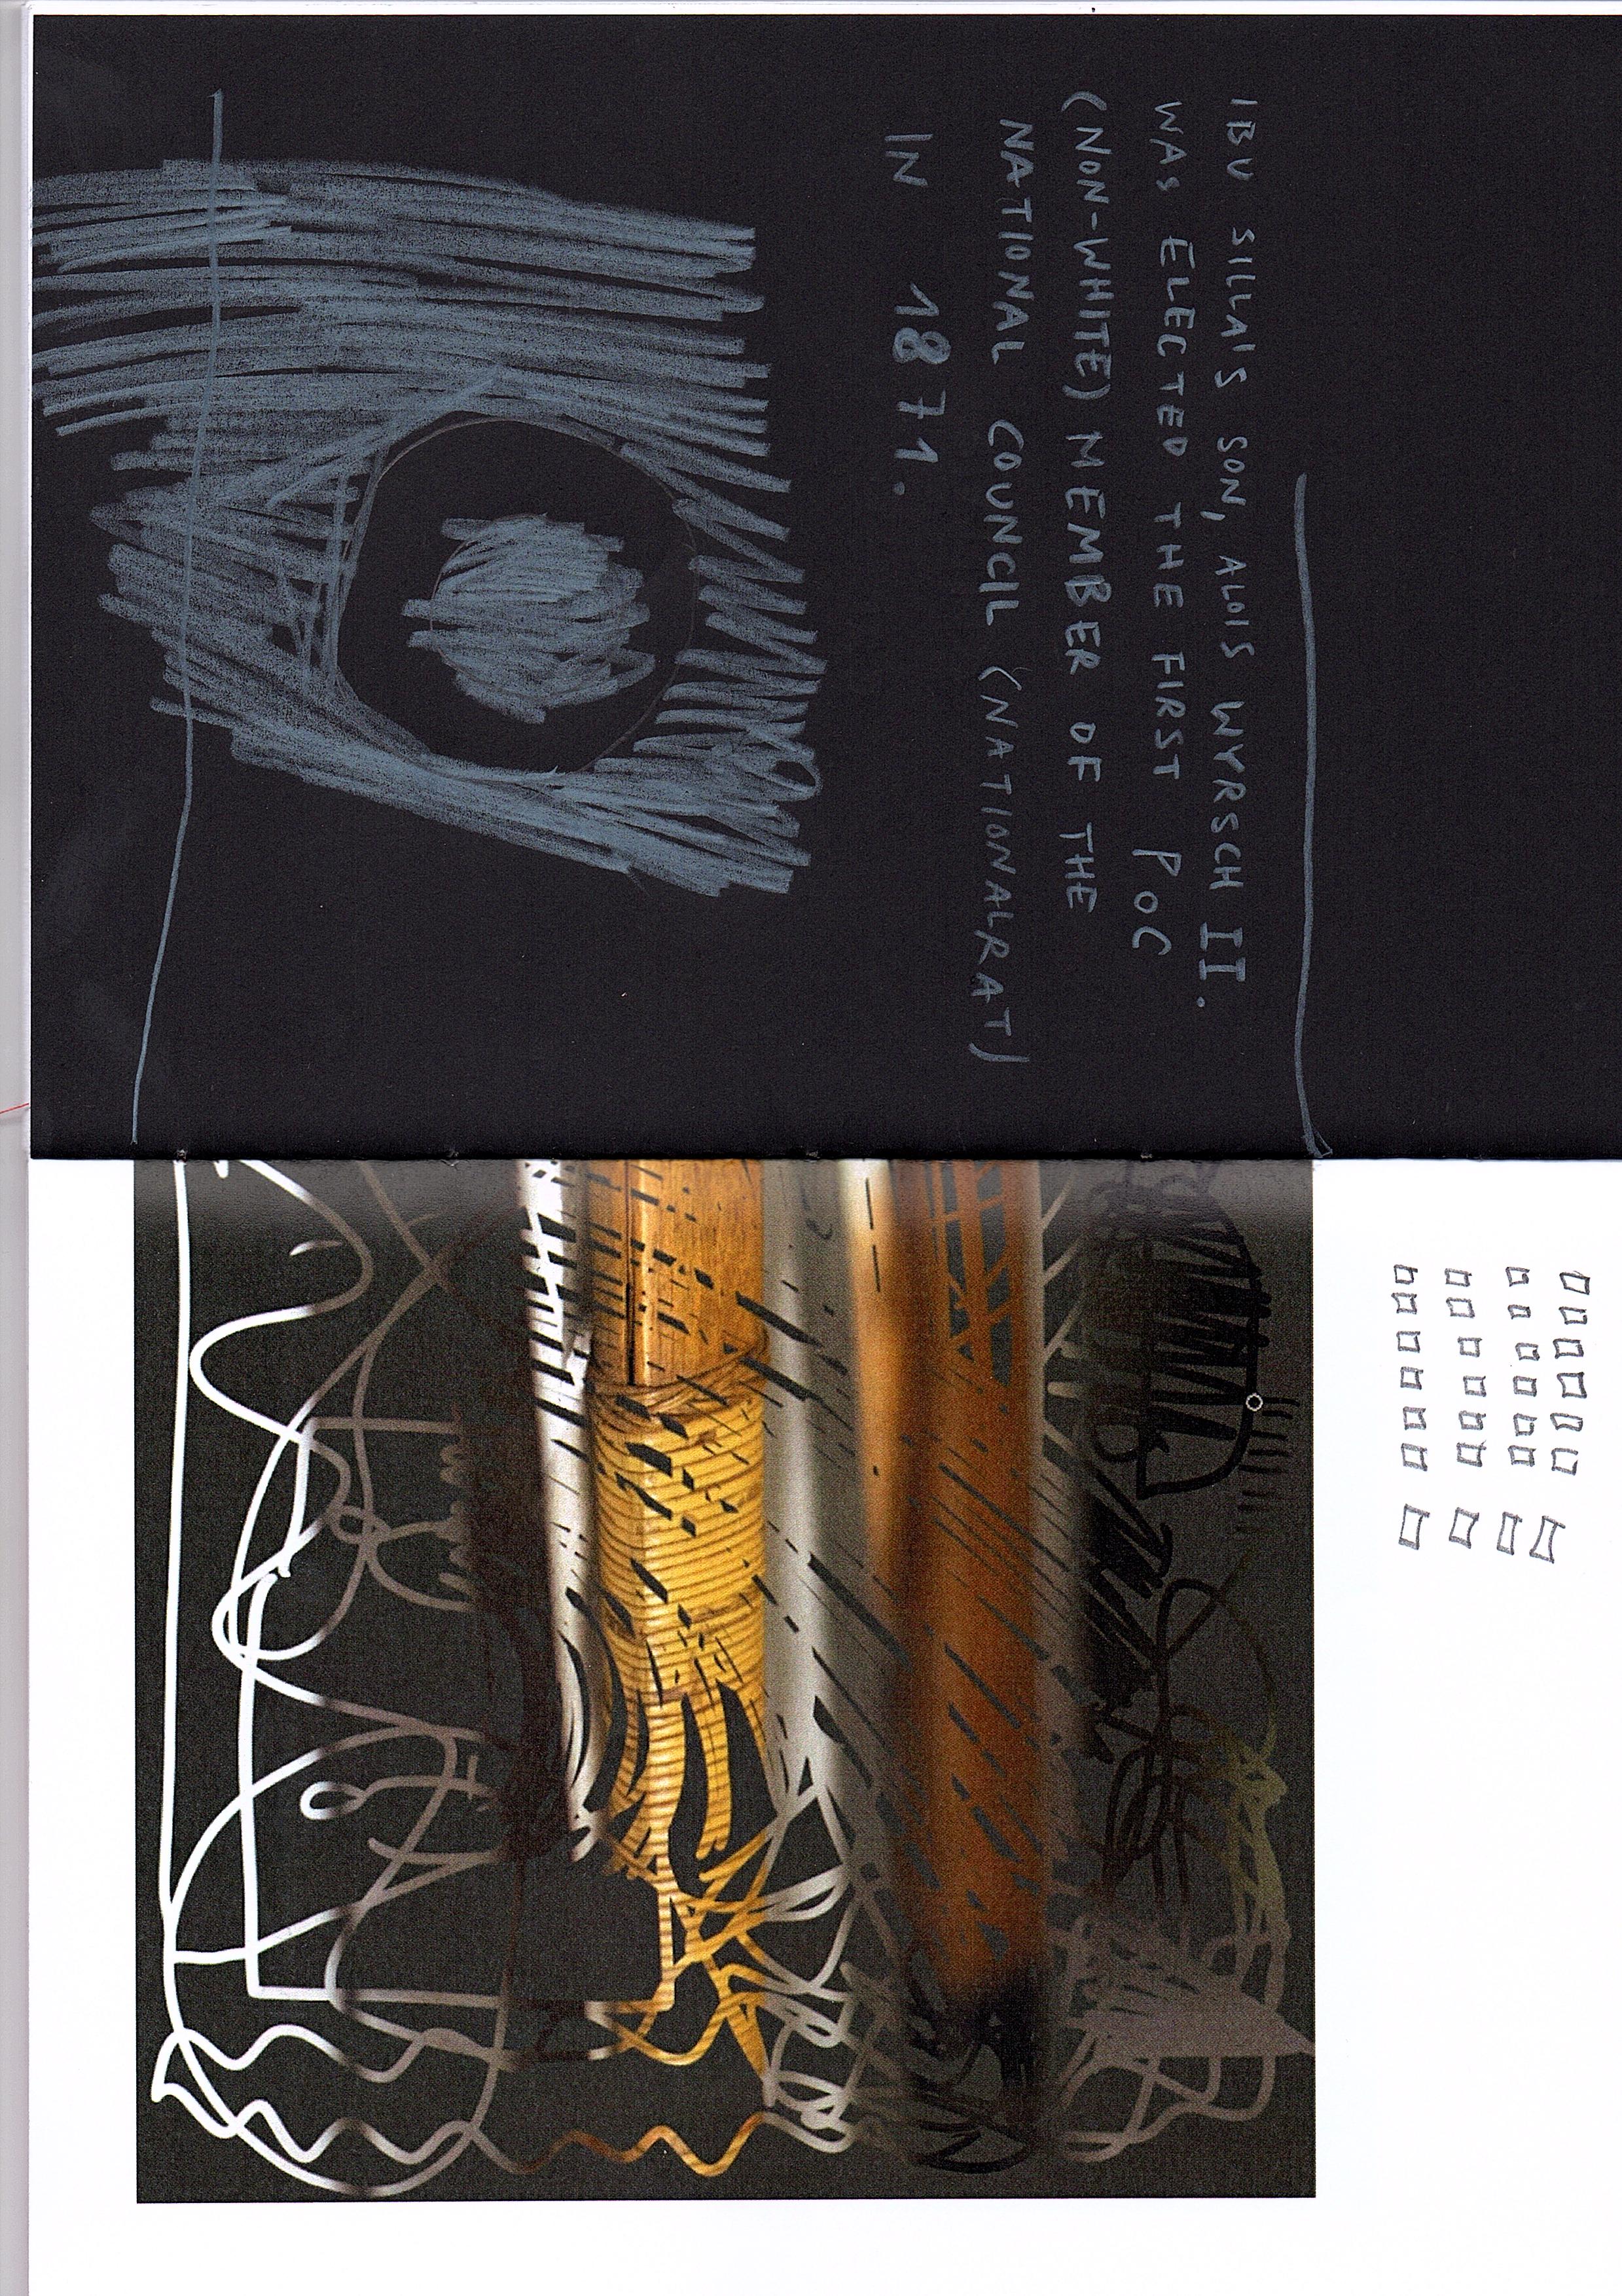 IBU SILLA'S SON, ALOIS WYRSCH II.
WAS ELECTED THE FIRST POC
(NON-WHITE) MEMBER OF THE
NATIONAL COUNCIL (NATIONALRAT)
IN 1871.